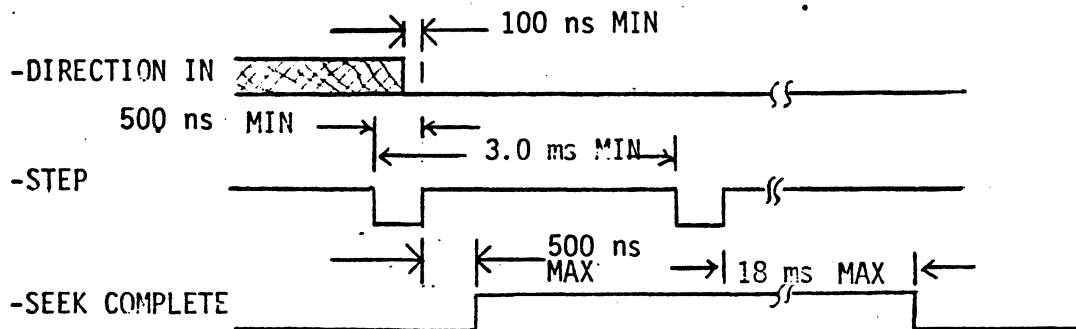 100 ns MIN
-DIRECTION IN
500 ns MIN
3.0 ms MIN
-STEP
500 ns
MAX
18 ms MAX
-SEEK COMPLETE